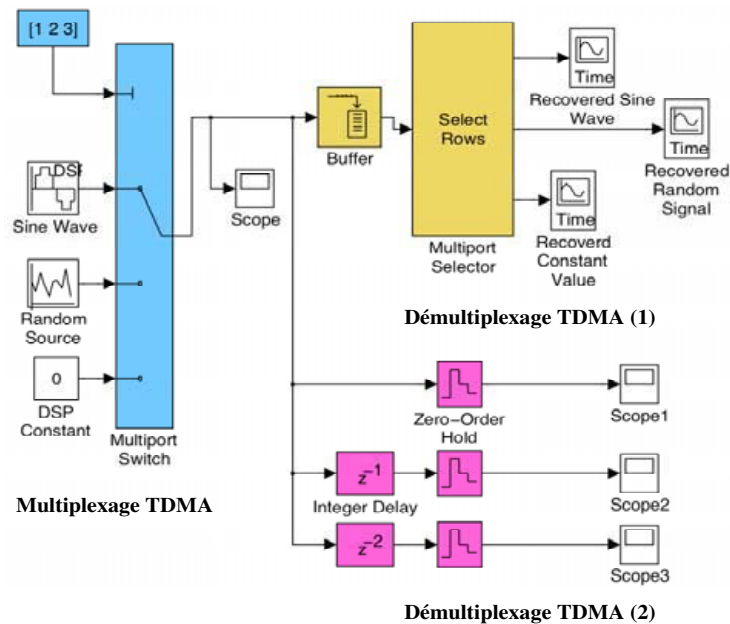 [1 2 3]
DSP
Sine Wave
Random
Source
0
DSP
Constant
Multiport
Switch
Multiplexage TDMA
Scope
Buffer
Select
Rows
Multiport
Selector
Time
Recovered Sine
Wave
Time
Recovered
Random
Signal
Time
Recoverd
Constant
Value
Démultiplexage TDMA (1)
Zero-Order
Hold
Scope1
z-1
Integer Delay
Scope2
z-2
Scope3
Démultiplexage TDMA (2)